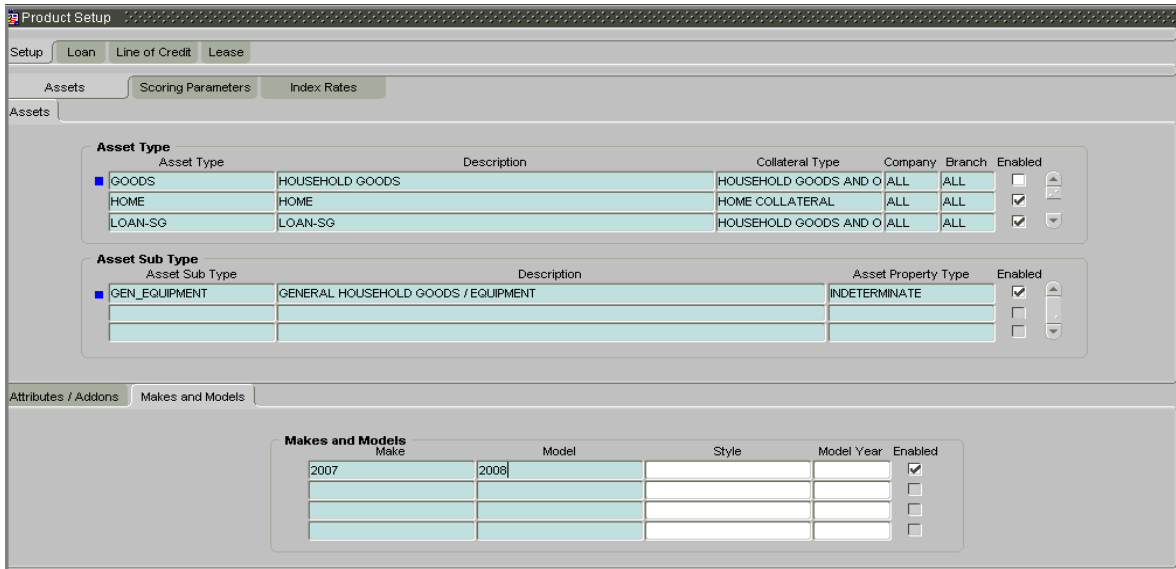 Product Setup
Setup Loan Line of Credit Lease
Assets Scoring Parameters Index Rates
Assets
Asset Type
Asset Type Description Collateral Type Company Branch Enabled
GOODS HOUSEHOLD GOODS HOUSEHOLD GOODS AND O ALL ALL
HOME HOME HOME COLLATERAL ALL ALL
LOAN-SG LOAN-SG HOUSEHOLD GOODS AND O ALL ALL
Asset Sub Type
Asset Sub Type Description Asset Property Type Enabled
GEN_EQUIPMENT GENERAL HOUSEHOLD GOODS / EQUIPMENT INDETERMINATE
Attributes / Addons Makes and Models
Makes and Models
Make Model Style Model Year Enabled
2007 2008